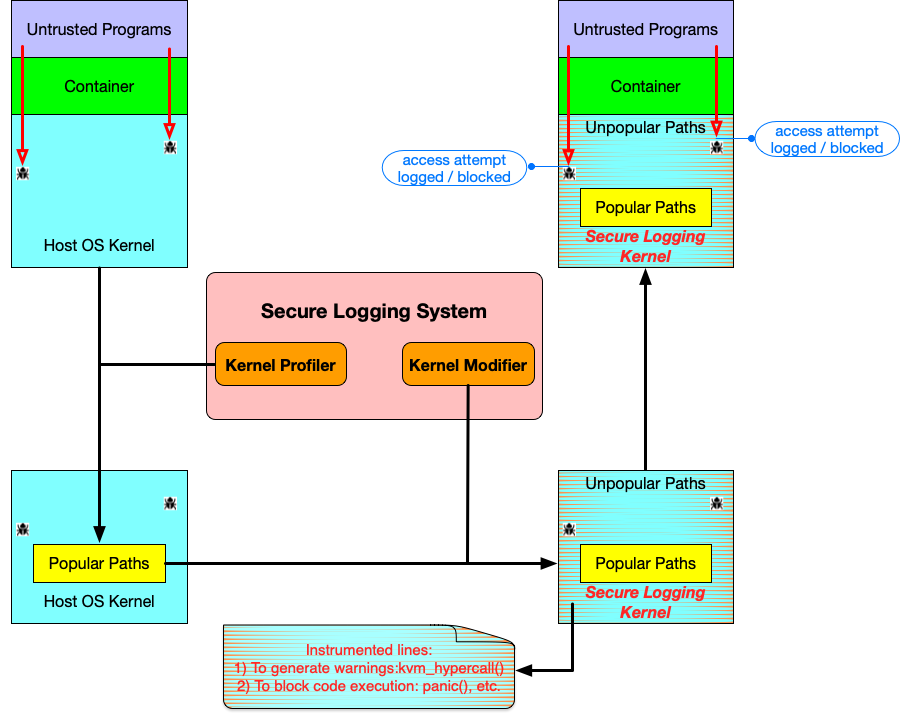 Untrusted Programs
Container
Host OS Kernel
Untrusted Programs
Container
Unpopular Paths
access attempt
logged / blocked
access attempt
logged / blocked
Popular Paths
Secure Logging
Kernel
Secure Logging System
Kernel Profiler
Kernel Modifier
Popular Paths
Host OS Kernel
Unpopular Paths
Popular Paths
Secure Logging
Kernel
Instrumented lines:
1) To generate warnings:kvm_hypercall()
2) To block code execution: panic(), etc.